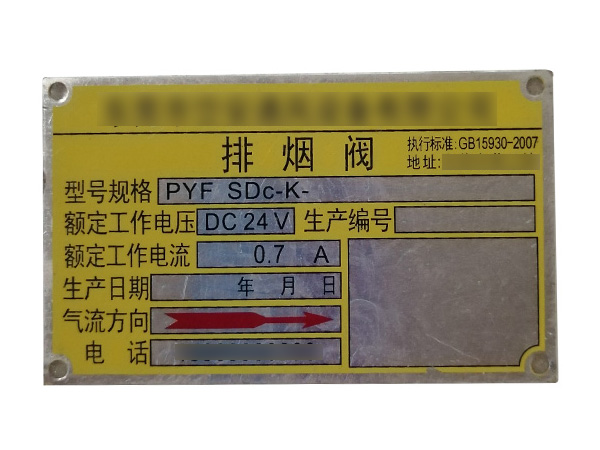 排烟阀
执行标准:GB15930-2007
地址:
型号规格 PYF SDc-K-
额定工作电压 DC 24 V 生产编号
额定工作电流 0.7 A
生产日期 年 月 日
气流方向
电 话